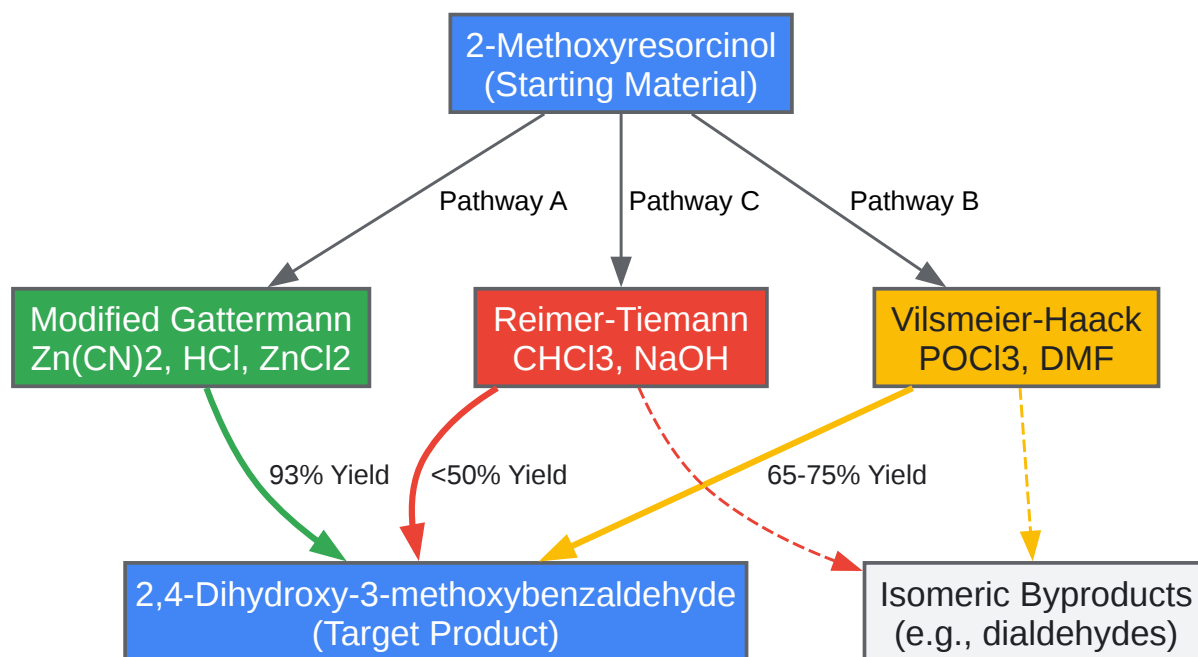 2-Methoxyresorcinol
(Starting Material)
Pathway A
Pathway C
Pathway B
Modified Gattermann
Zn(CN)2, HCl, ZnCl2
Reimer-Tiemann
CHCl3, NaOH
Vilsmeier-Haack
POCl3, DMF
93% Yield
<50% Yield
65-75% Yield
2,4-Dihydroxy-3-methoxybenzaldehyde
(Target Product)
Isomeric Byproducts
(e.g., dialdehydes)